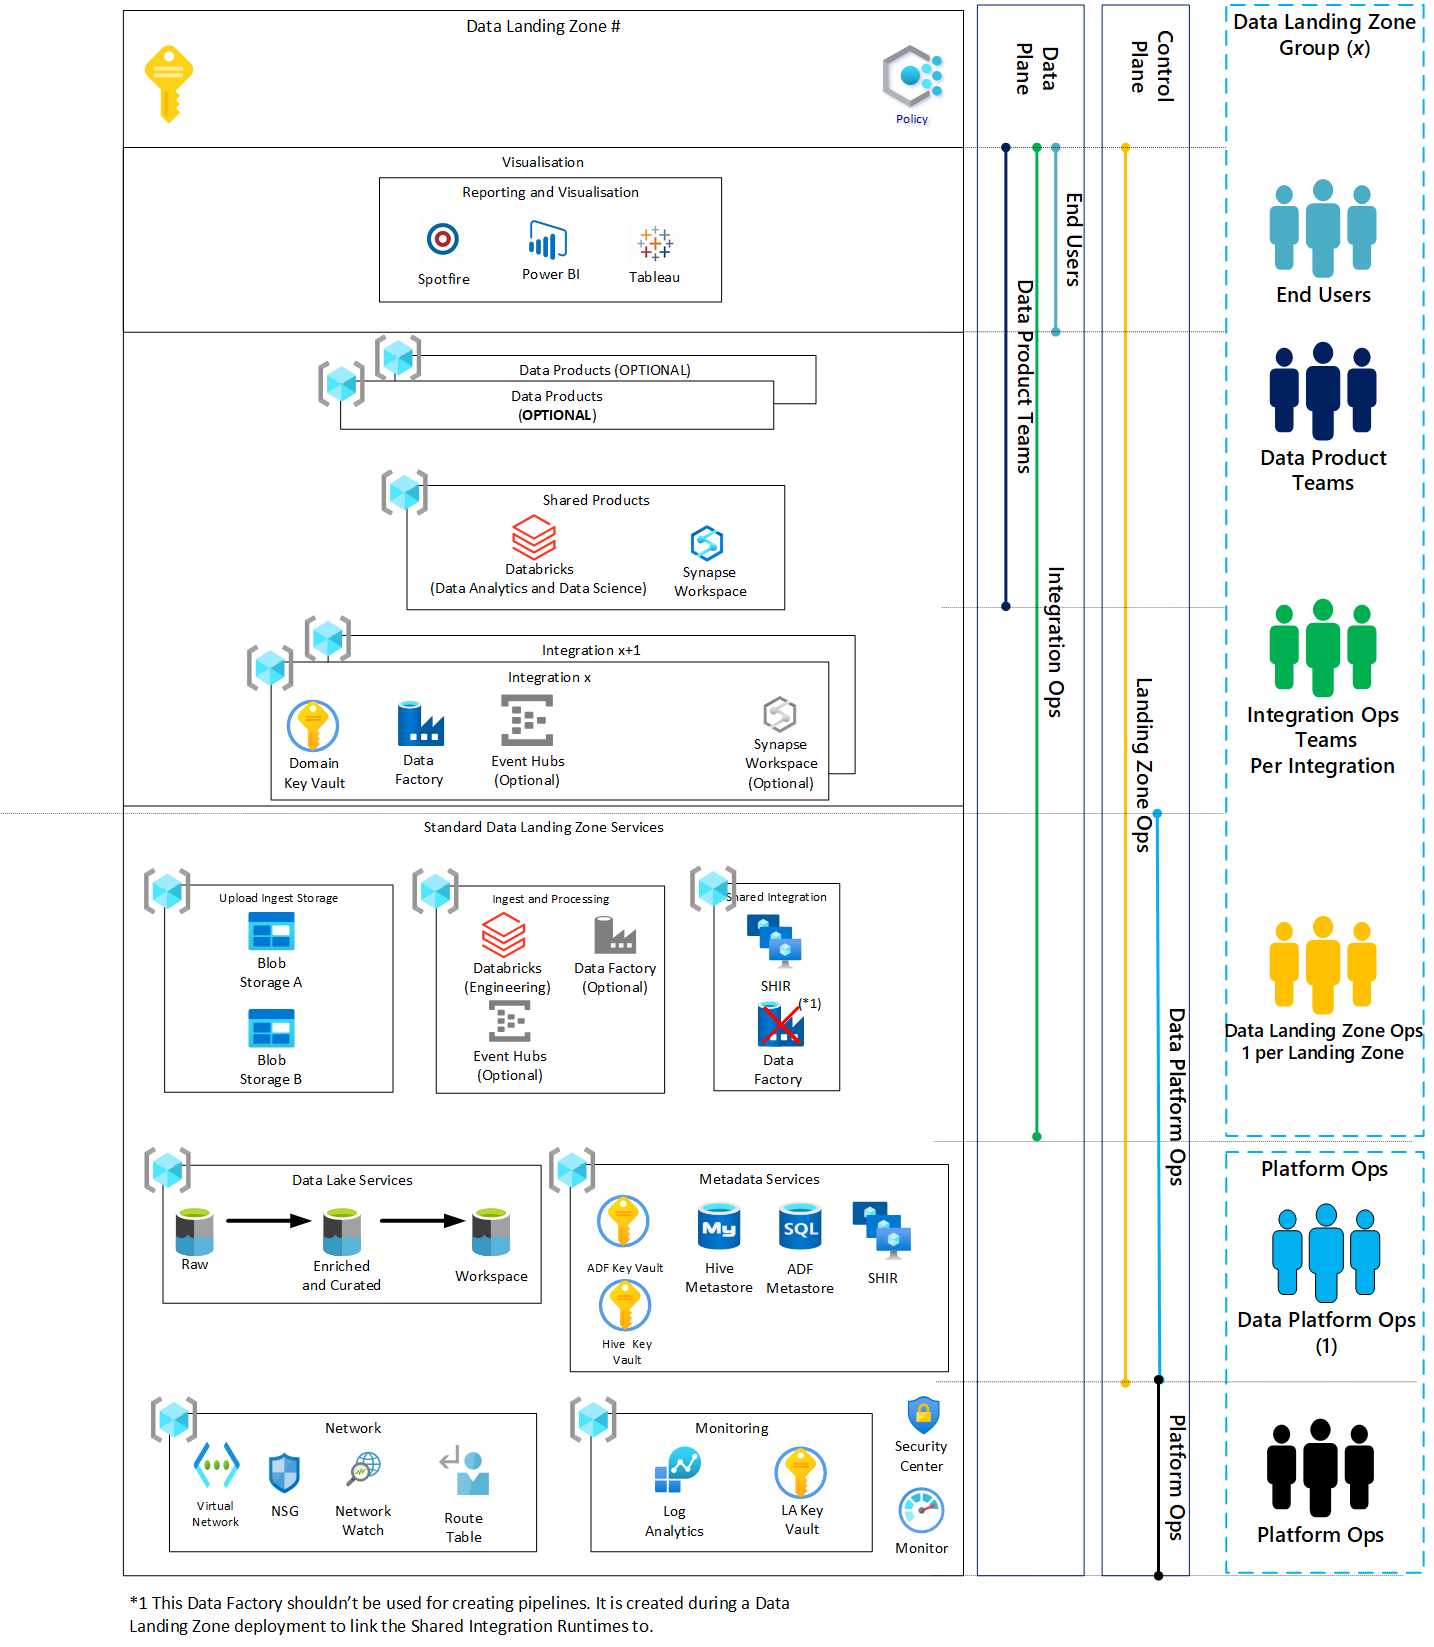 Data Landing Zone #
Policy
Visualisation
Reporting and Visualisation
Spotfire
Power BI
Tableau
Data Products (OPTIONAL)
Data Products
(OPTIONAL)
Shared Products
Databricks
(Data Analytics and Data Science)
Synapse
Workspace
Integration x+1
Integration x
Domain
Key Vault
Data
Factory
Event Hubs
(Optional)
Synapse
Workspace
(Optional)
Standard Data Landing Zone Services
Upload Ingest Storage
Blob
Storage A
Blob
Storage B
Ingest and Processing
Databricks
(Engineering)
Data Factory
(Optional)
Event Hubs
(Optional)
Shared Integration
SHIR
(*1)
Data
Factory
Data Lake Services
Raw
Enriched
and Curated
Workspace
Metadata Services
ADF Key Vault
Hive Key
Vault
Hive
Metastore
My
ADF
Metastore
SQL
SHIR
Network
Virtual
Network
NSG
Network
Watch
Route
Table
Monitoring
Log
Analytics
LA Key
Vault
Security
Center
Monitor
*1 This Data Factory shouldn't be used for creating pipelines. It is created during a Data
Landing Zone deployment to link the Shared Integration Runtimes to.
Data
Plane
End Users
Data Product Teams
Integration Ops
Control
Plane
Landing Zone Ops
Data Platform Ops
Platform Ops
Data Landing Zone
Group (x)
End Users
Data Product
Teams
Integration Ops
Teams
Per Integration
Data Landing Zone Ops
1 per Landing Zone
Platform Ops
Data Platform Ops
(1)
Platform Ops